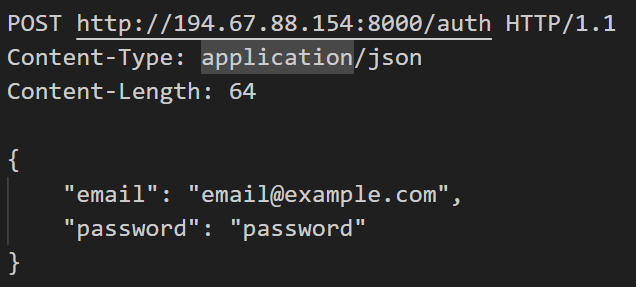 POST http://194.67.88.154:8000/auth HTTP/1.1
Content-Type: application/json
Content-Length: 64
{
"email": "email@example.com",
"password": "password"
}